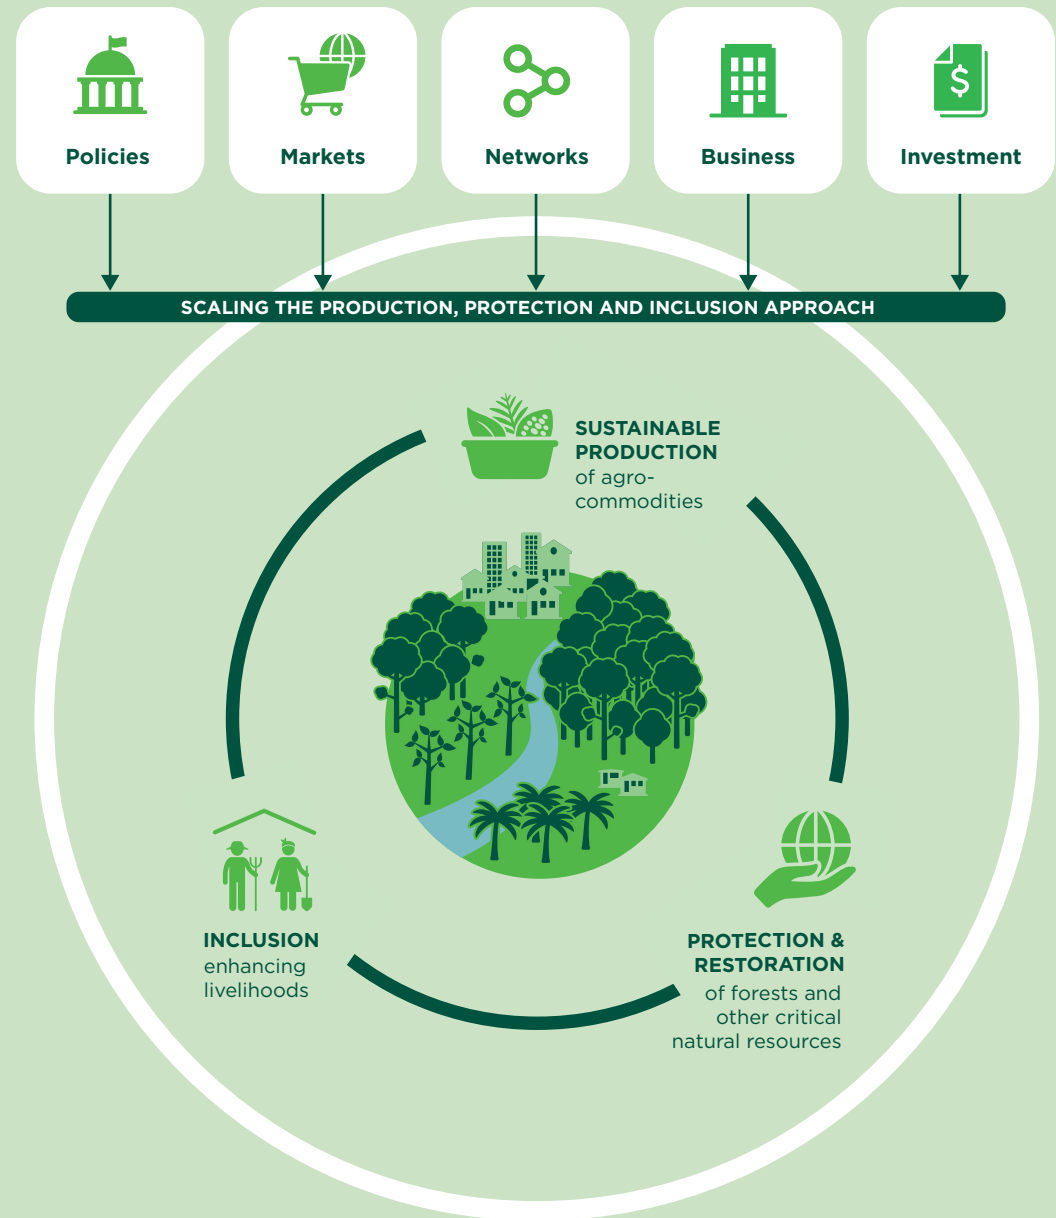 Policies
Markets
Networks
Business
Investment
SCALING THE PRODUCTION, PROTECTION AND INCLUSION APPROACH
SUSTAINABLE
PRODUCTION
of agro-
commodities
INCLUSION
enhancing
livelihoods
PROTECTION &
RESTORATION
of forests and
other critical
natural resources
$